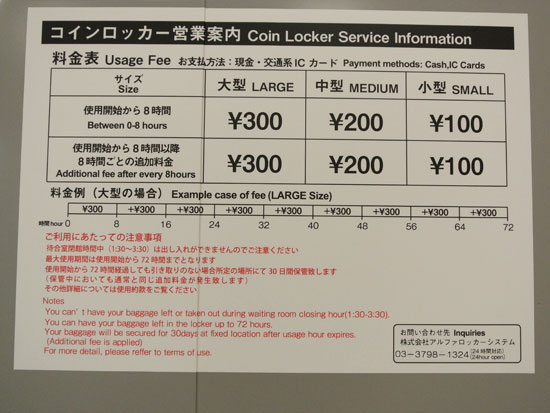 コインロッカー営業案内 Coin Locker Service Information
料金表 Usage Fee お支払方法：現金・交通系ICカード Payment methods: Cash,IC Cards
サイズ Size
大型 LARGE 中型 MEDIUM 小型 SMALL
使用開始から8時間
Between 0-8 hours
¥300 ¥200 ¥100
使用開始から8時間以降
8時間ごとの追加料金
Additional fee after every 8hours
¥300 ¥200 ¥100
料金例（大型の場合） Example case of fee (LARGE Size)
¥300 +¥300 +¥300 +¥300 +¥300 +¥300 +¥300 +¥300 +¥300
時間hour 0 8 16 24 32 40 48 56 64 72
ご利用にあたっての注意事項
待合室閉館時間中（1:30〜3:30）は出し入れができませんのでご注意ください
最大使用期間は使用開始から72時間までとなります
使用開始から72時間経過しても引き取りのない場合所定の場所にて30日間保管致します
（保管中においても通常と同じ追加料金が発生致します）
その他詳細については使用約款をご覧ください
Notes
You can't have your baggage left or taken out during waiting room closing hour(1:30-3:30).
You can have your baggage left in the locker up to 72 hours.
Your baggage will be secured for 30days at fixed location after usage hour expires.
(Additional fee is applied)
For more detail, please reffer to terms of use.
お問い合わせ先 Inquiries
株式会社アルファロッカーシステム
03-3798-1324 (24時間対応)
(24hour open)